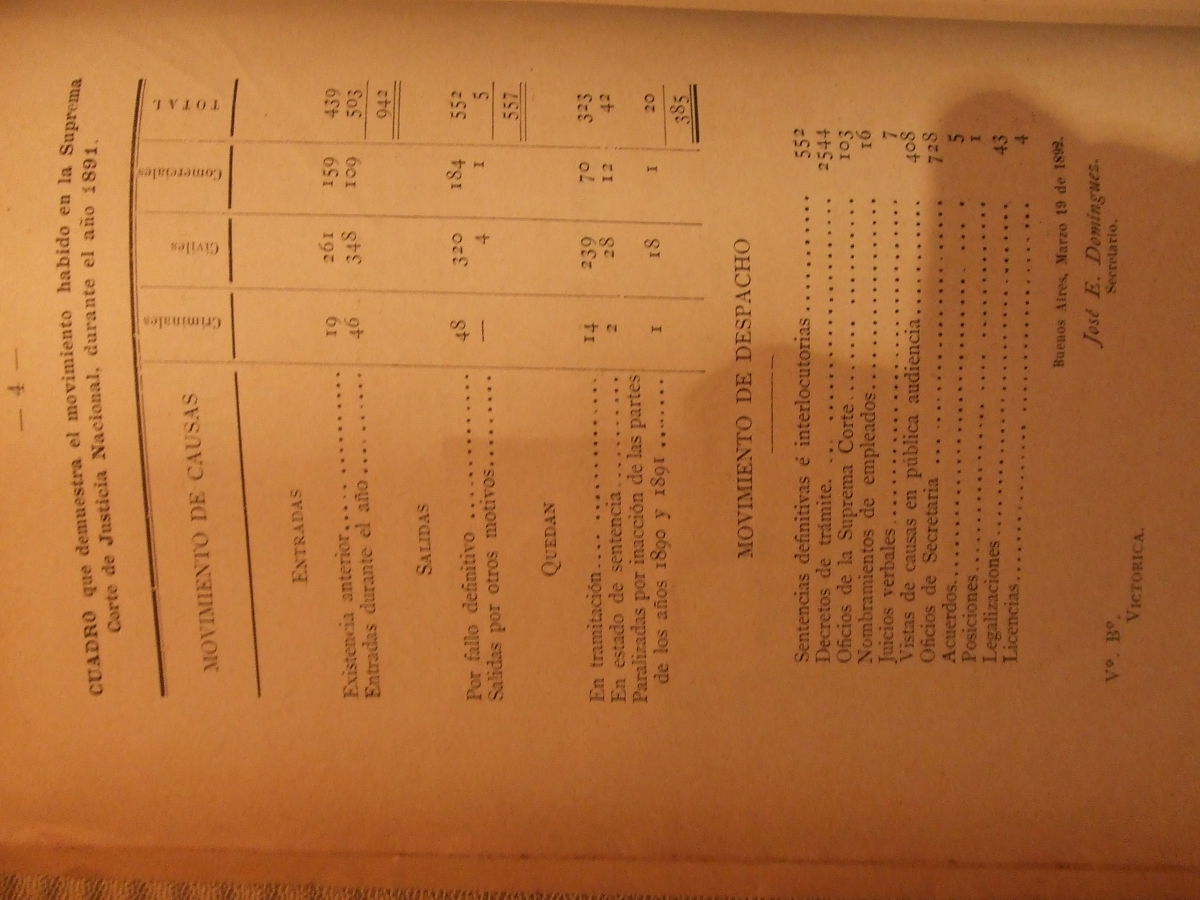 — 4 —
CUADRO que demuestra el movimiento habido en la Suprema
Corte de Justicia Nacional, durante el año 1891.
MOVIMIENTO DE CAUSAS Criminales Civiles Comerciales TOTAL
ENTRADAS
Existencia anterior.... .......... 19 261 159 439
Entradas durante el año........... 46 348 109 503
942
SALIDAS
Por fallo definitivo ............. 48 320 184 552
Salidas por otros motivos......... — 4 1 5
557
QUEDAN
En tramitación.... ............... 14 239 70 323
En estado de sentencia............ 2 28 12 42
Paralizadas por inacción de las partes
de los años 1890 y 1891 ....... 1 18 1 20
385
MOVIMIENTO DE DESPACHO
Sentencias definitivas é interlocutorias ........... 552
Decretos de trámite. ... ........................ 2544
Oficios de la Suprema Corte....................... 103
Nombramientos de empleados..................... 16
Juicios verbales.................................. 7
Vistas de causas en pública audiencia............. 408
Oficios de Secretaria ............................ 728
Acuerdos........................................ 5
Posiciones....................................... 1
Legalizaciones................................... 43
Licencias........................................ 4
Buenos Aires, Marzo 19 de 1892.
Vº. Bº. José E. Domínguez.
VICTORICA. Secretario.